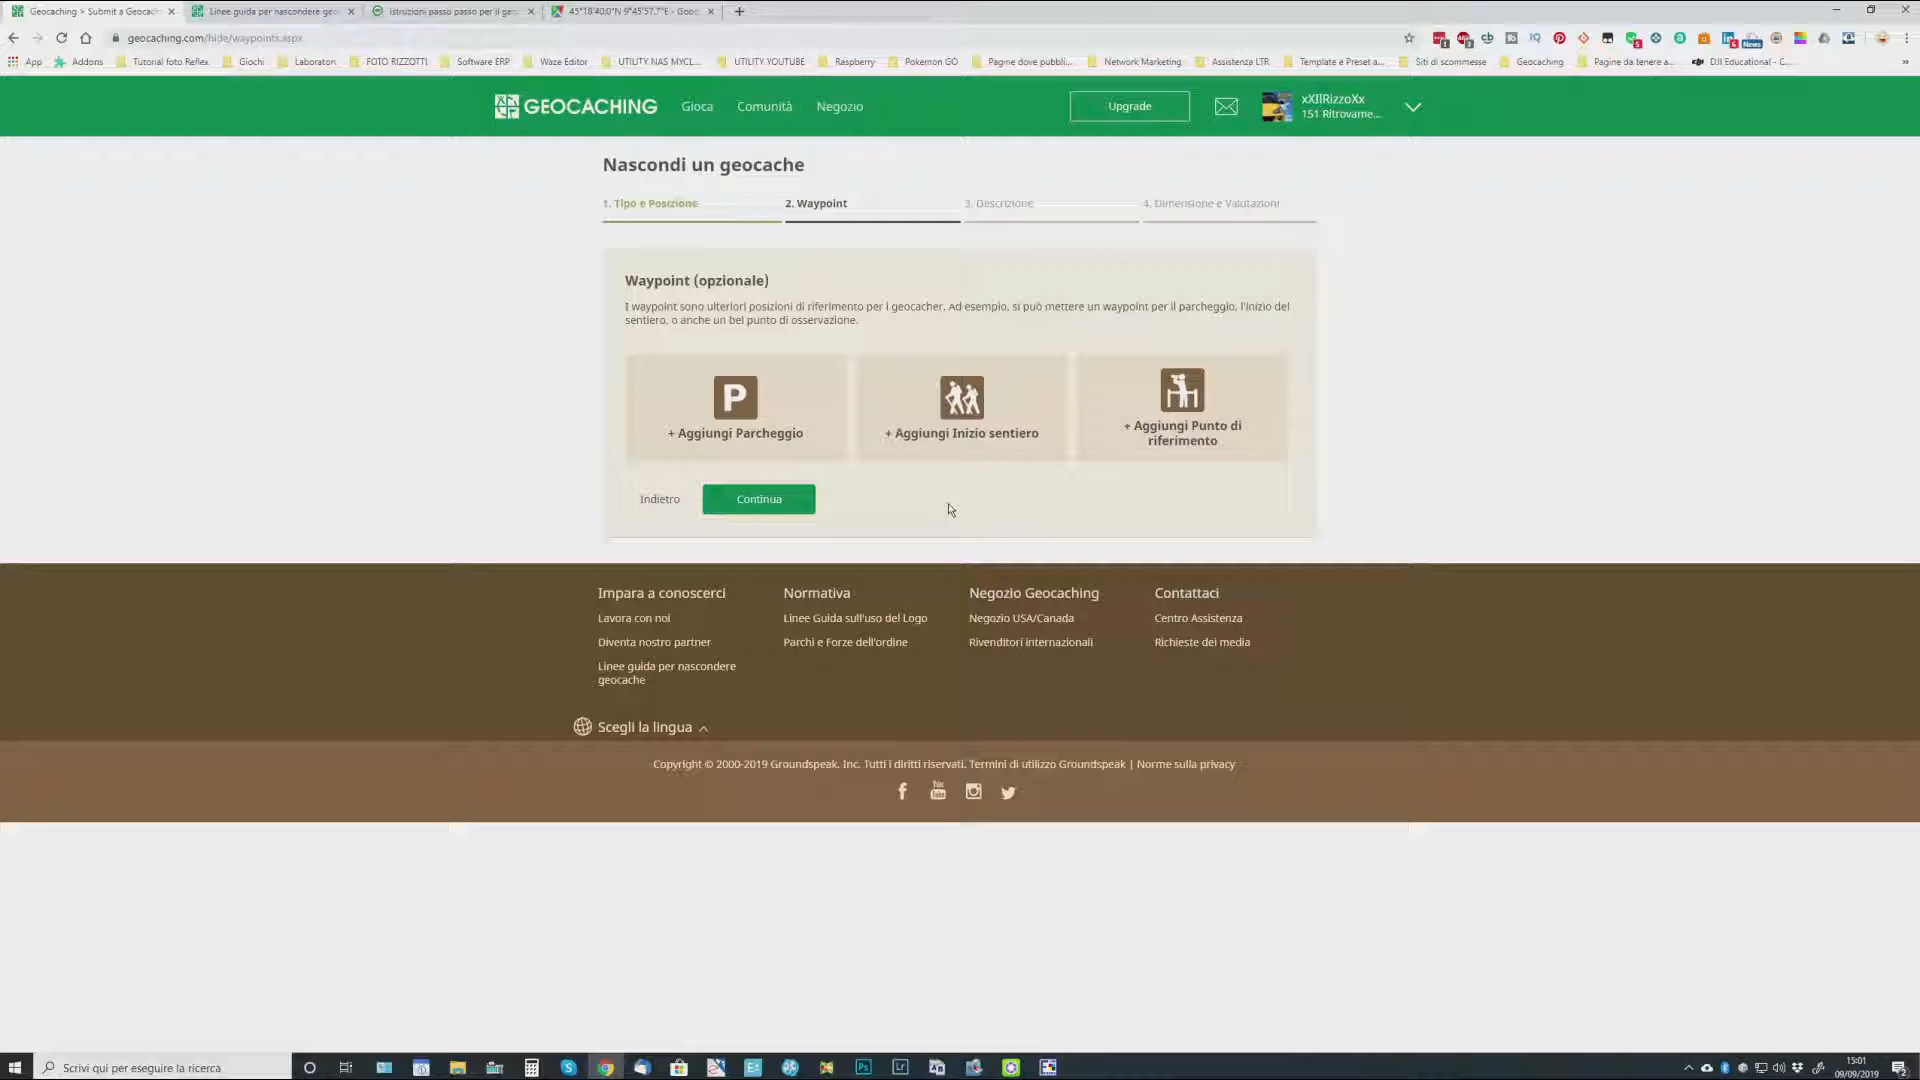 Geocaching > Submit a Geocach
Linee guida per nascondere ge
Istruzioni passo passo per il ge
45°18'40.0"N 9°45'57.7"E - Goo
geocaching.com/hide/waypoints.aspx
App
Addons
Tutorial foto Reflex
Giochi
Laboratori
FOTO RIZZOTTI
Software ERP
Waze Editor
UTILITY NAS MYCL...
UTILITY YOUTUBE
Raspberry
Pokemon GO
Pagine dove pubbli...
Network Marketing
Assistenza LTR
Template e Preset a...
Siti di scommesse
Geocaching
Pagine da tenere a...
DJI Educational - C...
»
GEOCACHING
Gioca
Comunità
Negozio
Upgrade
xXIlRizzoXx
151 Ritrovame...
Nascondi un geocache
1. Tipo e Posizione
2. Waypoint
3. Descrizione
4. Dimensione e Valutazioni
Waypoint (opzionale)
I waypoint sono ulteriori posizioni di riferimento per i geocacher. Ad esempio, si può mettere un waypoint per il parcheggio, l'inizio del
sentiero, o anche un bel punto di osservazione.
P
+ Aggiungi Parcheggio
+ Aggiungi Inizio sentiero
+ Aggiungi Punto di
riferimento
Indietro
Continua
Impara a conoscerci
Lavora con noi
Diventa nostro partner
Linee guida per nascondere
geocache
Normativa
Linee Guida sull'uso del Logo
Parchi e Forze dell'ordine
Negozio Geocaching
Negozio USA/Canada
Rivenditori internazionali
Contattaci
Centro Assistenza
Richieste dei media
Scegli la lingua
Copyright © 2000-2019 Groundspeak, Inc. Tutti i diritti riservati. Termini di utilizzo Groundspeak | Norme sulla privacy
Scrivi qui per eseguire la ricerca
15:01
09/09/2019